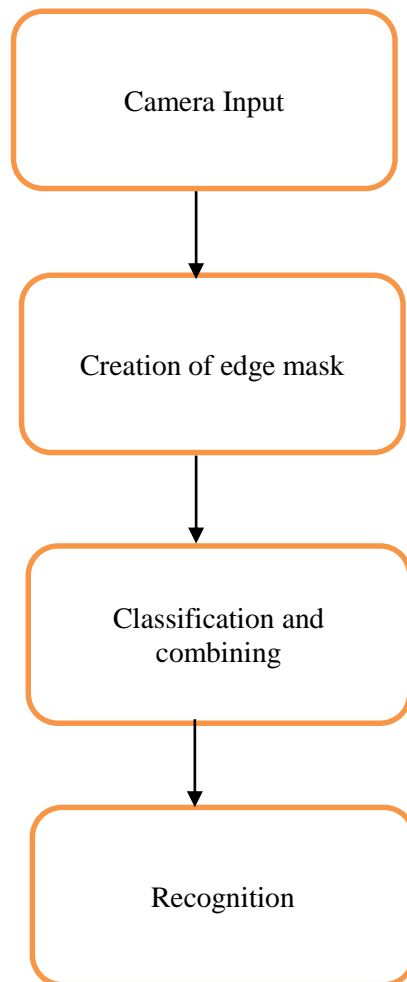 Camera Input
Creation of edge mask
Classification and
combining
Recognition